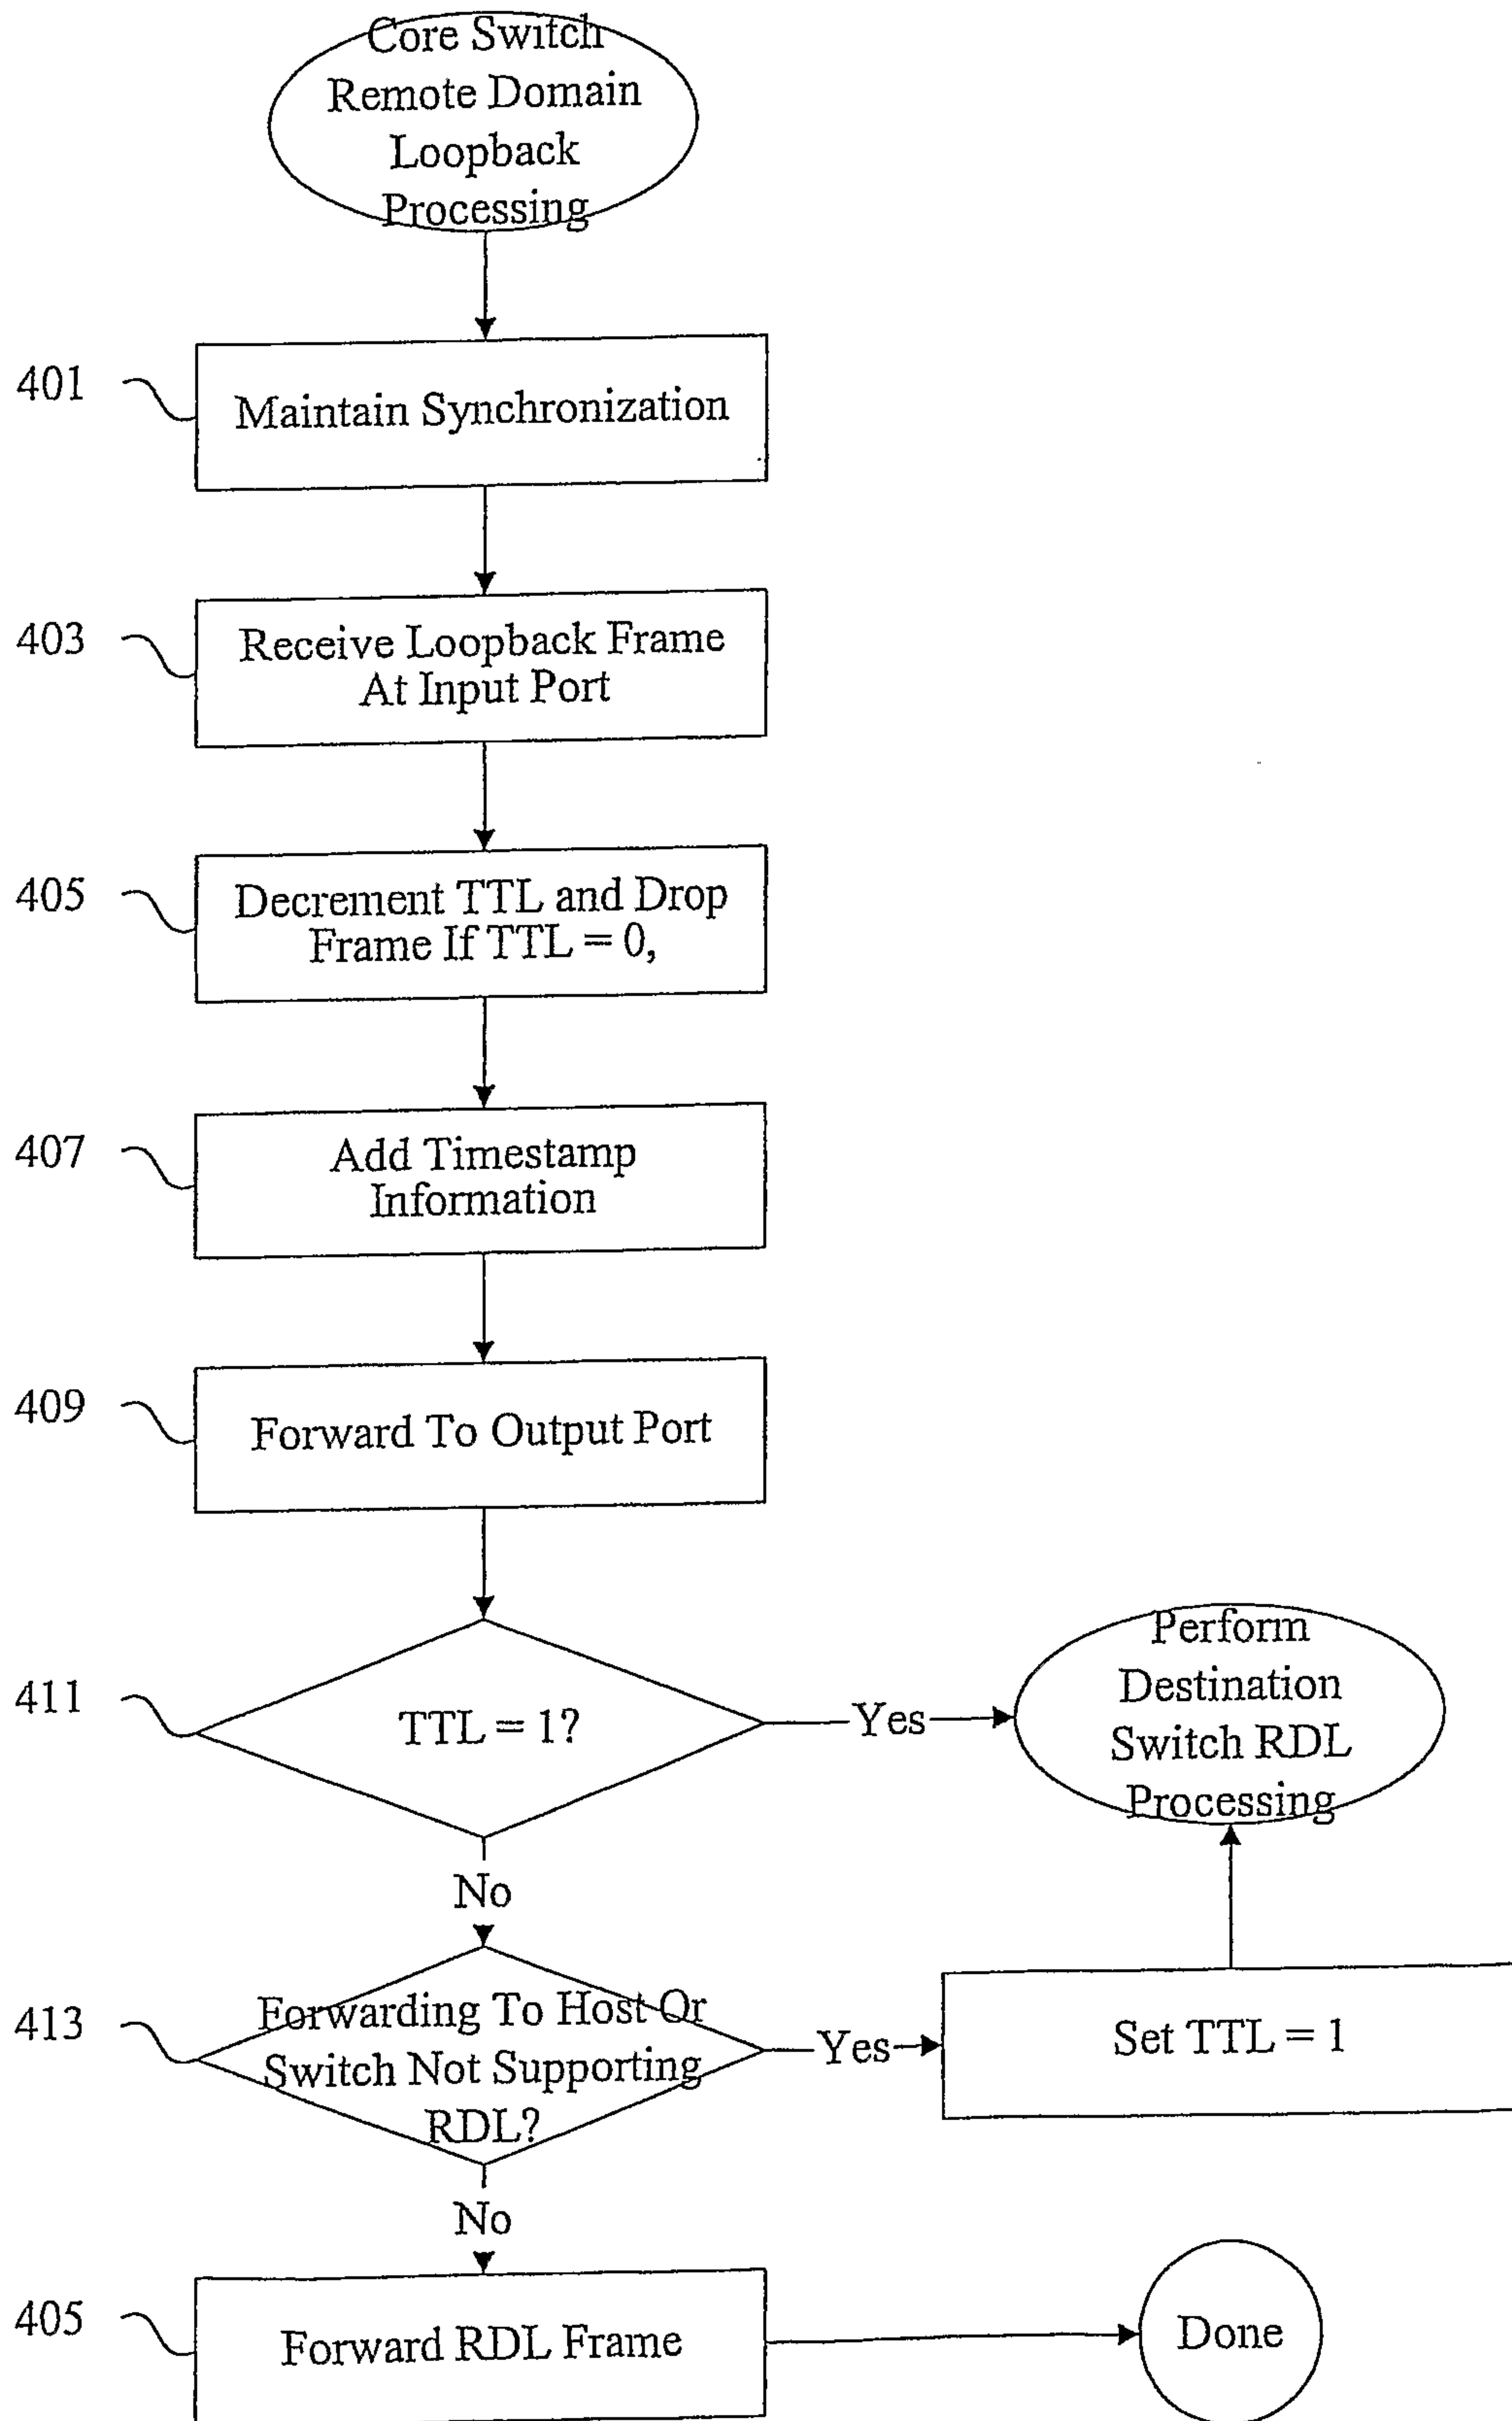 Core Switch
Remote Domain
Loopback
Processing
401
Maintain Synchronization
403
Receive Loopback Frame
At Input Port
405
Decrement TTL and Drop
Frame If TTL = 0,
407
Add Timestamp
Information
409
Forward To Output Port
411
TTL = 1?
Yes
Perform
Destination
Switch RDL
Processing
No
413
Forwarding To Host Or
Switch Not Supporting
RDL?
Yes
Set TTL = 1
No
405
Forward RDL Frame
Done